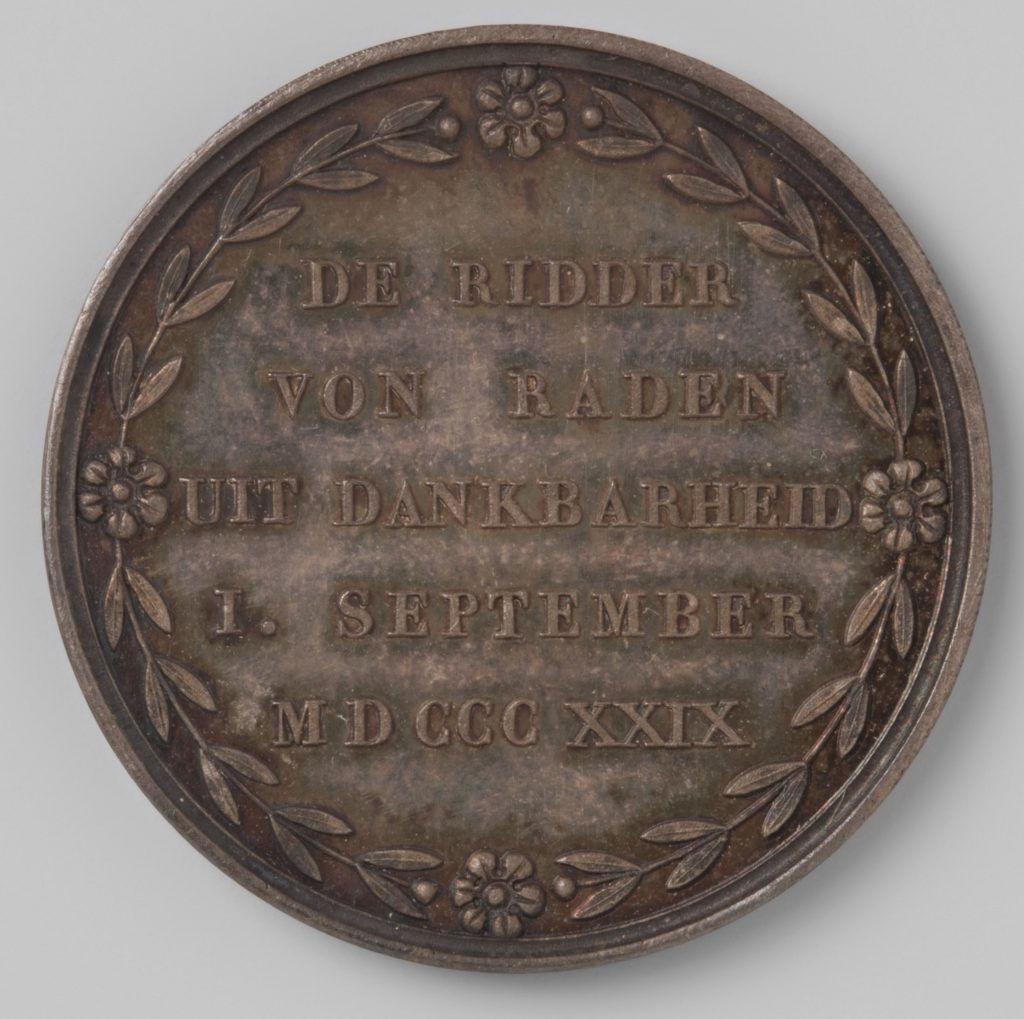 DE RIDDER
VON RADEN
UIT DANKBARHEID
I. SEPTEMBER
MDCCCXXIX